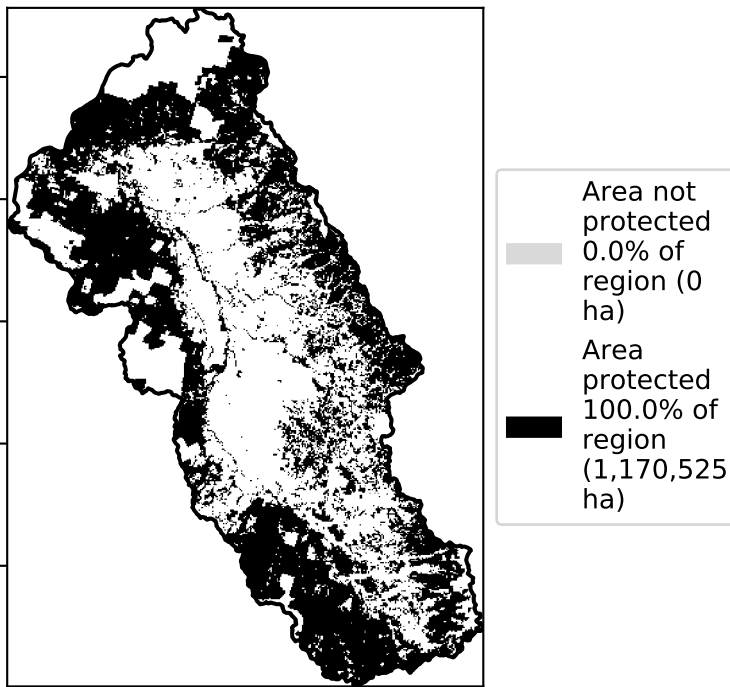 Area not
protected
0.0% of
region (0
ha)
Area
protected
100.0% of
region
(1,170,525
ha)